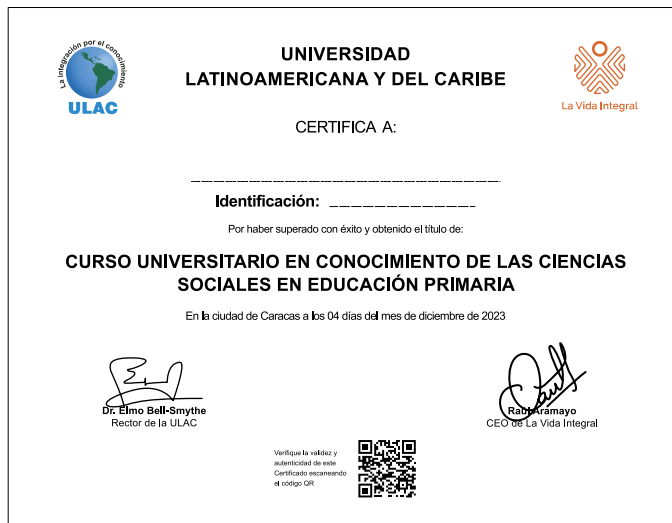 La integración por el conocimiento
ULAC
UNIVERSIDAD
LATINOAMERICANA Y DEL CARIBE
La Vida Integral
CERTIFICA A:
Identificación:
Por haber superado con éxito y obtenido el título de:
CURSO UNIVERSITARIO EN CONOCIMIENTO DE LAS CIENCIAS
SOCIALES EN EDUCACIÓN PRIMARIA
En la ciudad de Caracas a los 04 días del mes de diciembre de 2023
Dr. Elmo Bell-Smythe
Rector de la ULAC
Raúl Aramayo
CEO de La Vida Integral
Verifique la validez y
autenticidad de este
Certificado escaneando
el código QR